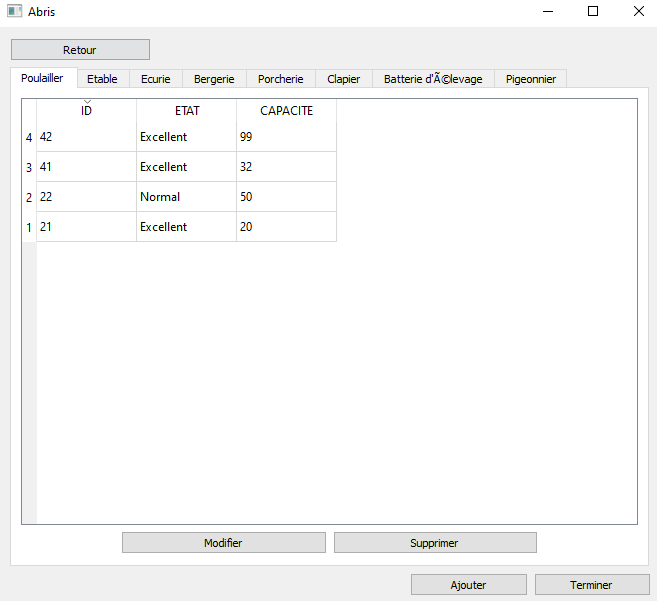 Abris
Retour
Poulailler Etable Ecurie Bergerie Porcherie Clapier Batterie d'Ã©levage Pigeonnier
ID ETAT CAPACITE
4 42 Excellent 99
3 41 Excellent 32
2 22 Normal 50
1 21 Excellent 20
Modifier Supprimer
Ajouter Terminer